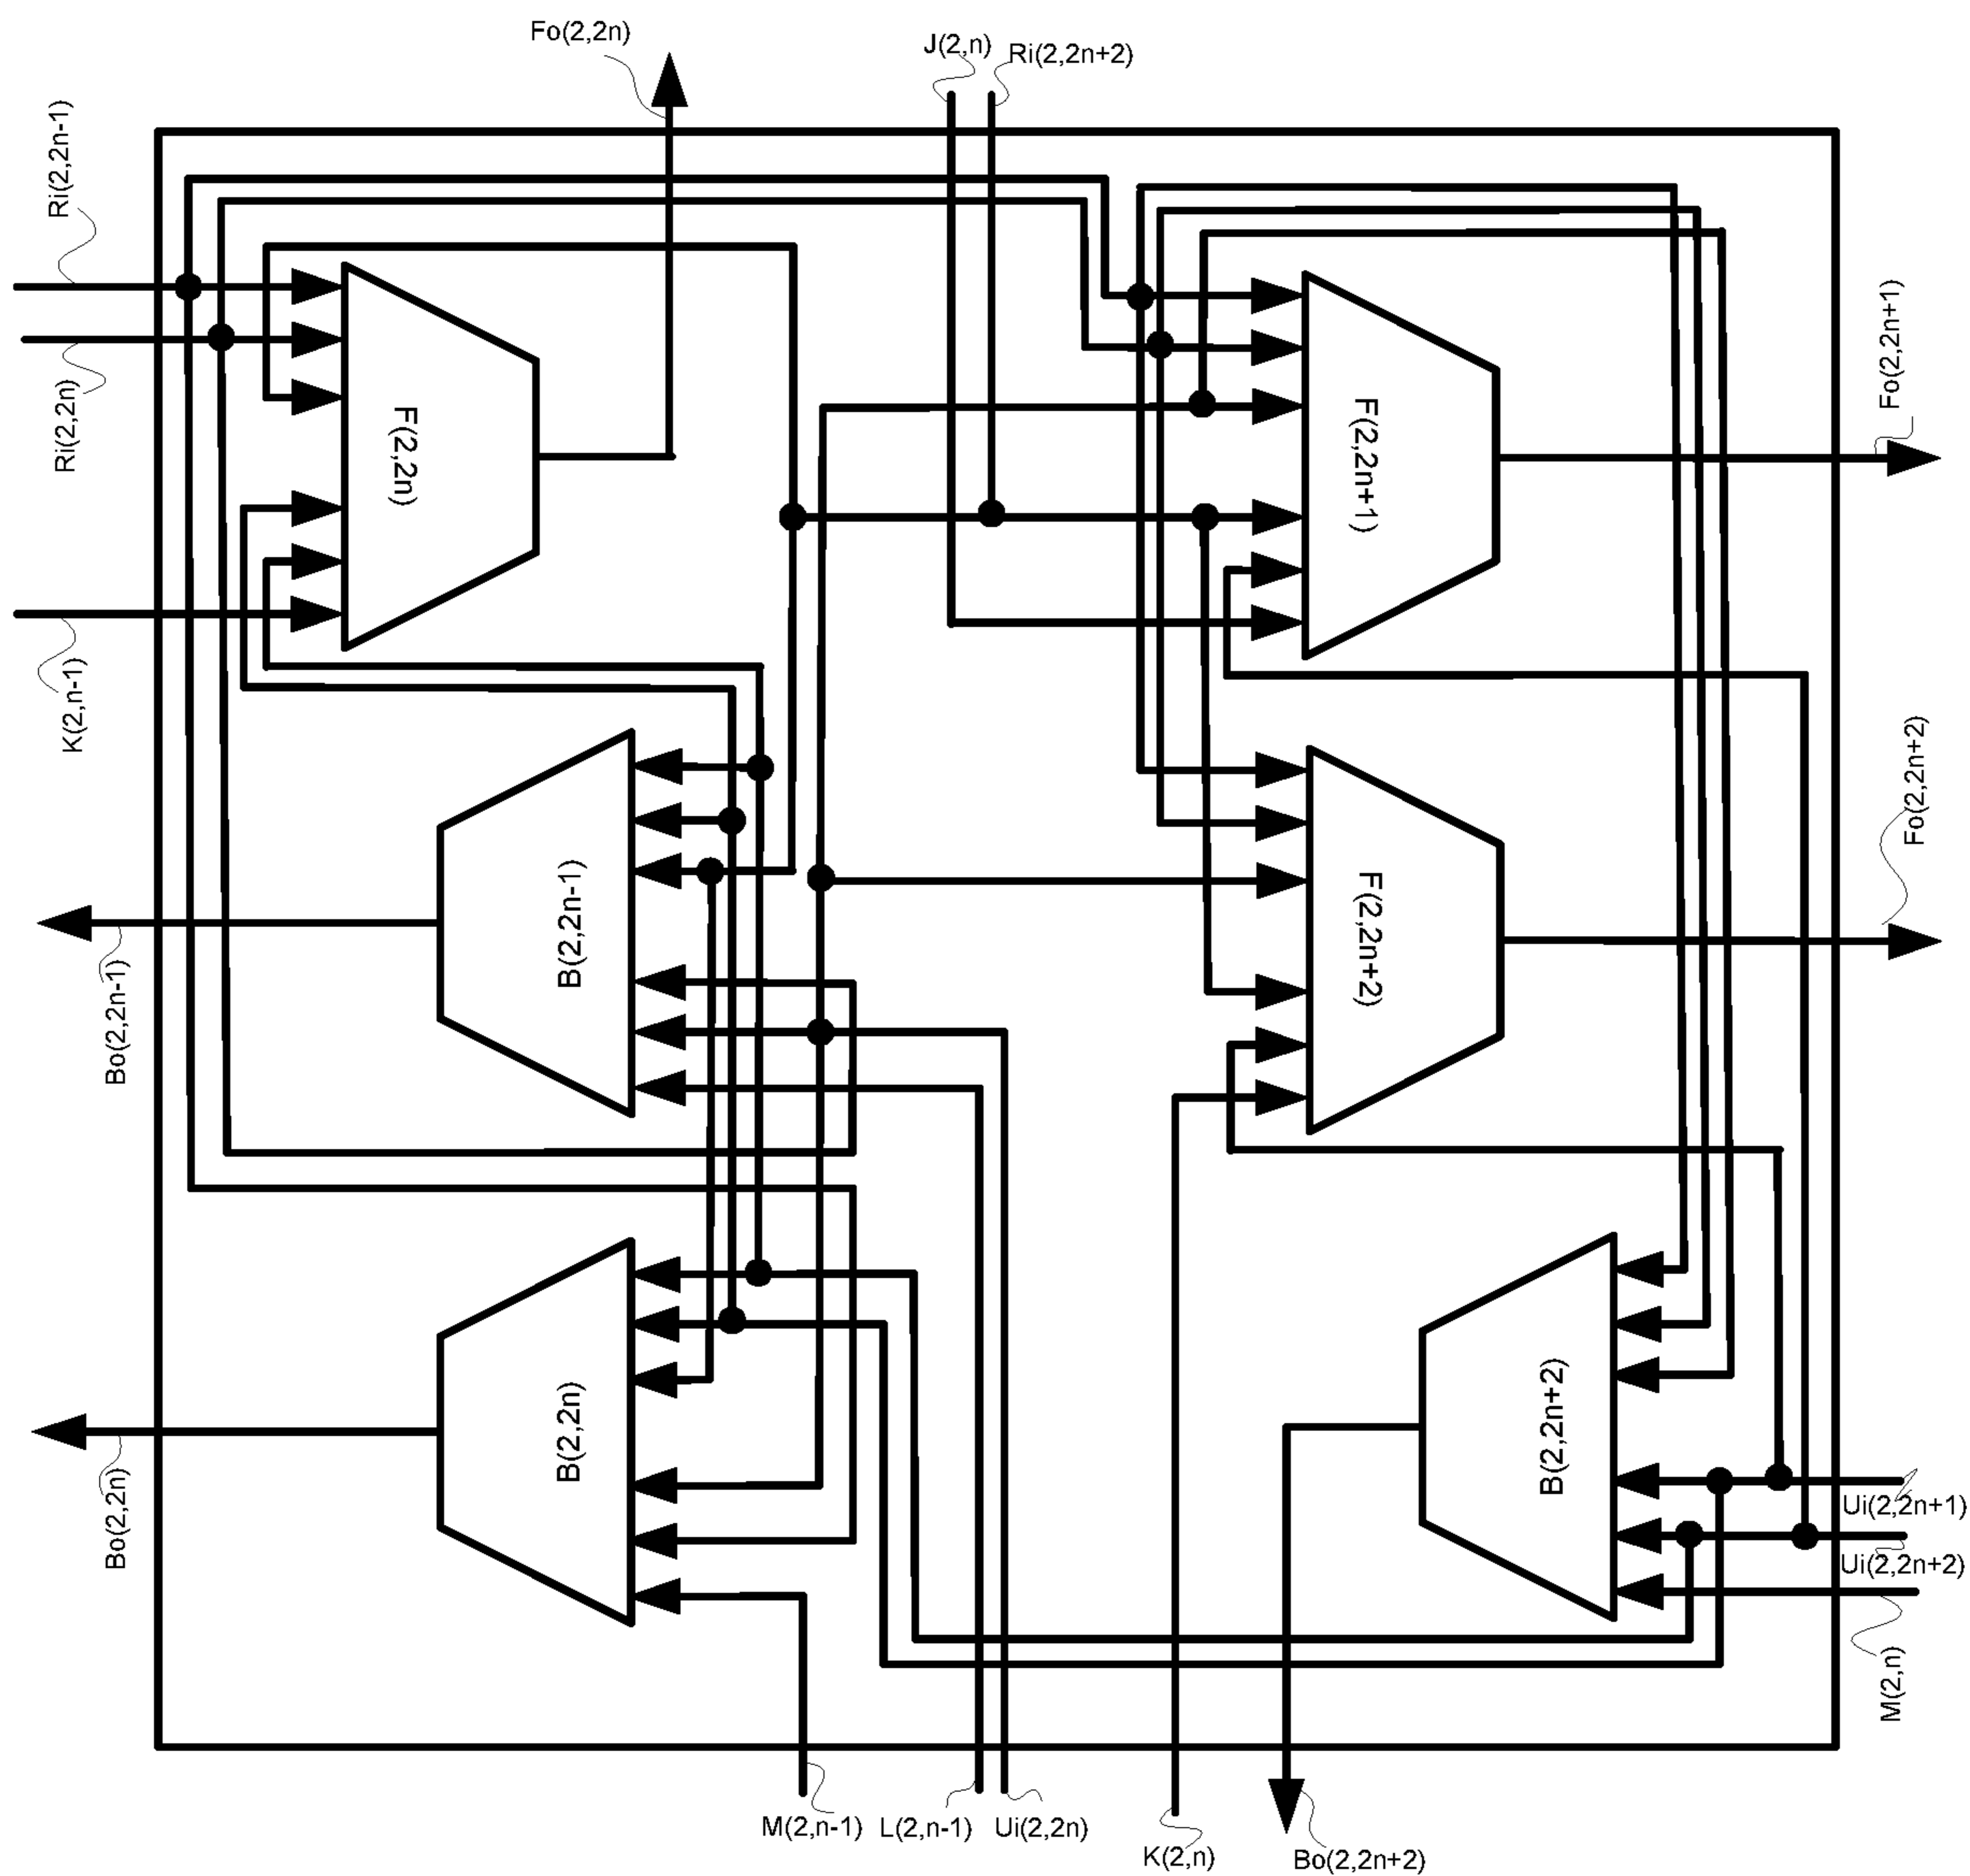 Fo(2,2n)
J(2,n)
Ri(2,2n+2)
Ri(2,2n-1)
Ri(2,2n)
K(2,n-1)
F(2,2n)
F(2,2n+1)
Fo(2,2n+1)
B(2,2n-1)
Bo(2,2n-1)
F(2,2n+2)
Fo(2,2n+2)
B(2,2n)
Bo(2,2n)
B(2,2n+2)
Ui(2,2n+1)
Ui(2,2n+2)
M(2,n)
M(2,n-1)
L(2,n-1)
Ui(2,2n)
K(2,n)
Bo(2,2n+2)